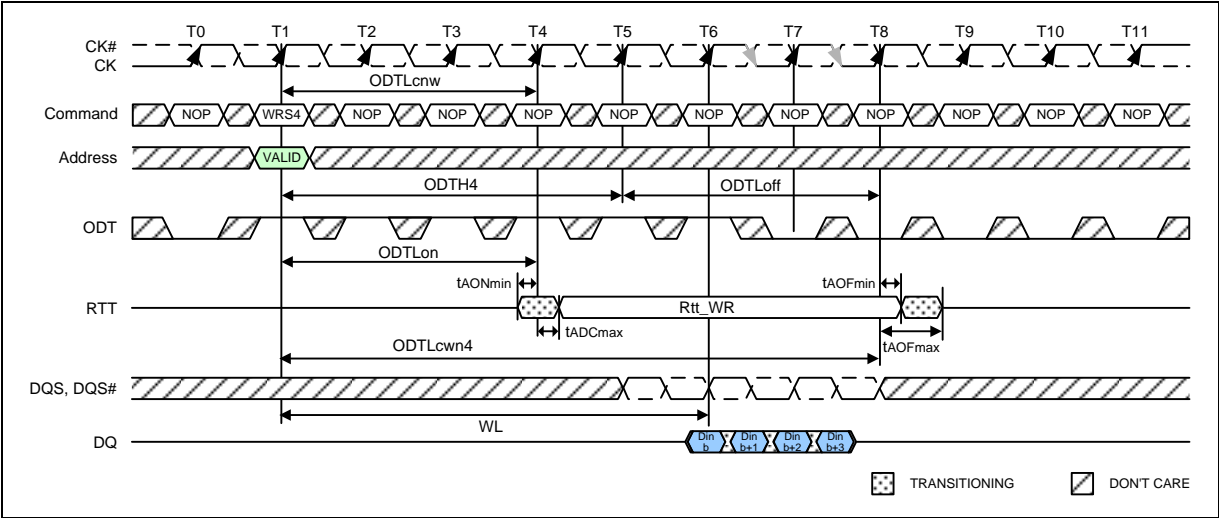 T0 T1 T2 T3 T4 T5 T6 T7 T8 T9 T10 T11
CK#
CK
ODTLcnw
Command NOP WRS4 NOP NOP NOP NOP NOP NOP NOP NOP NOP NOP
Address VALID
ODTH4 ODTLoff
ODT
ODTLon
tAONmin tAOFmin
RTT Rtt_WR
tADCmax
tAOFmax
ODTLcwn4
DQS, DQS#
WL
DQ Din b Din b+1 Din b+2 Din b+3
TRANSITIONING DON'T CARE